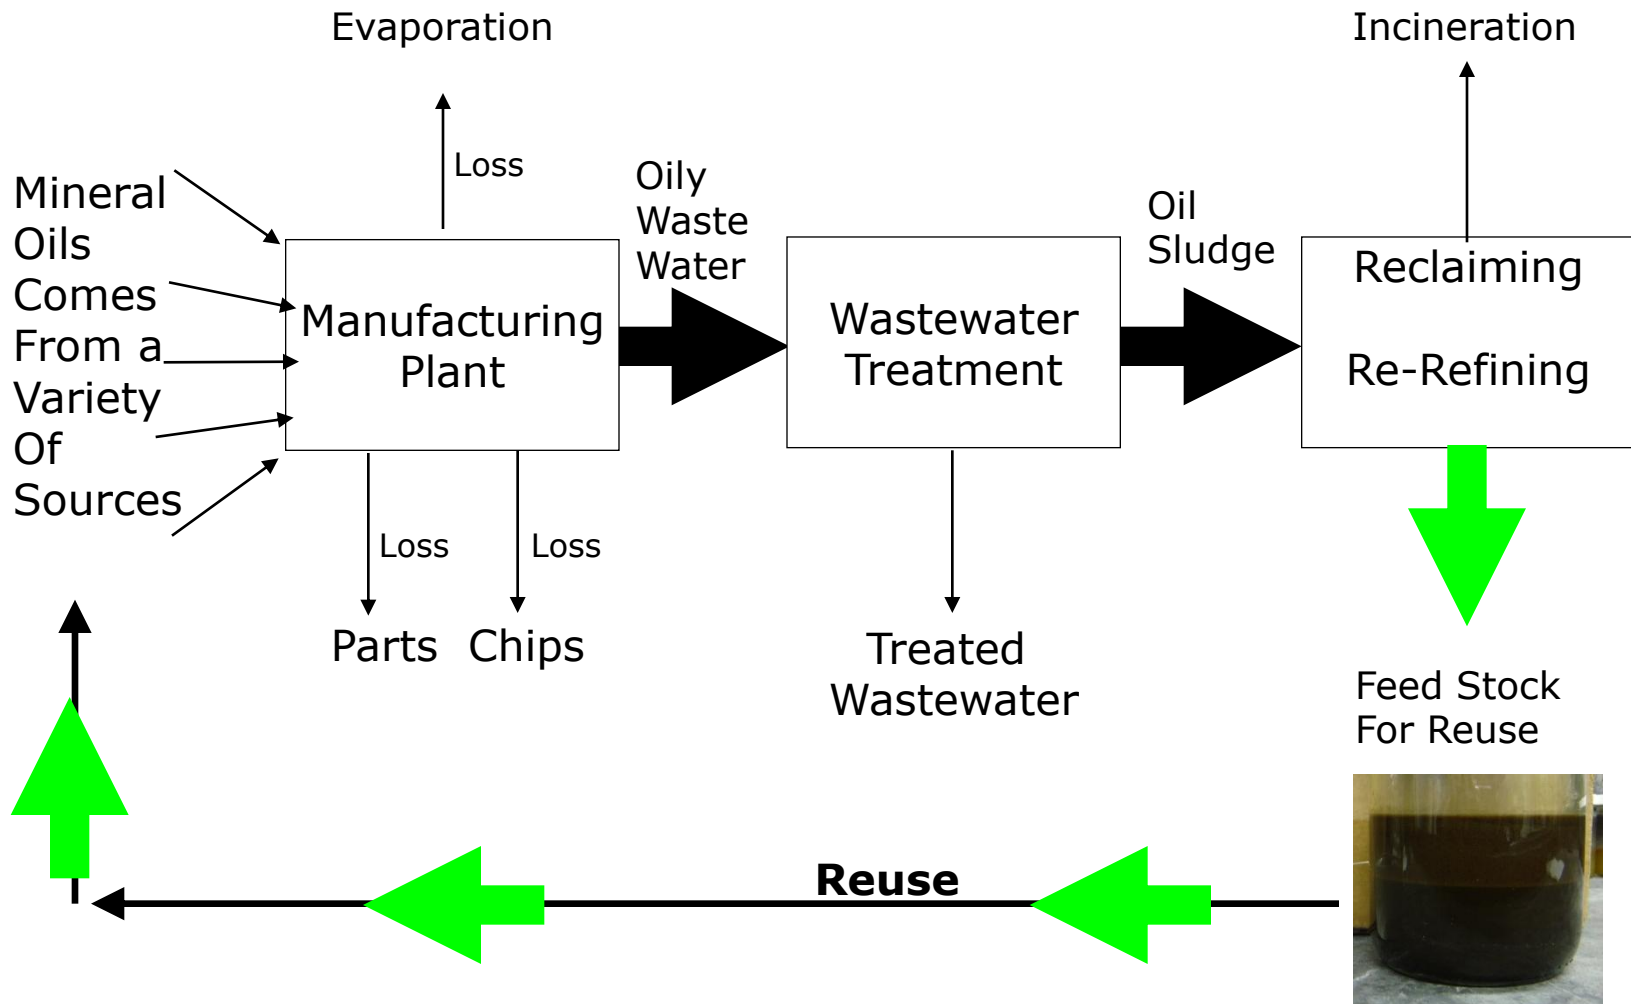 Evaporation
Incineration
Loss
Mineral
Oils
Comes
From a
Variety
Of
Sources
Oily
Waste
Water
Oil
Sludge
Manufacturing
Plant
Wastewater
Treatment
Reclaiming
Re-Refining
Loss
Loss
Parts
Chips
Treated
Wastewater
Feed Stock
For Reuse
Reuse